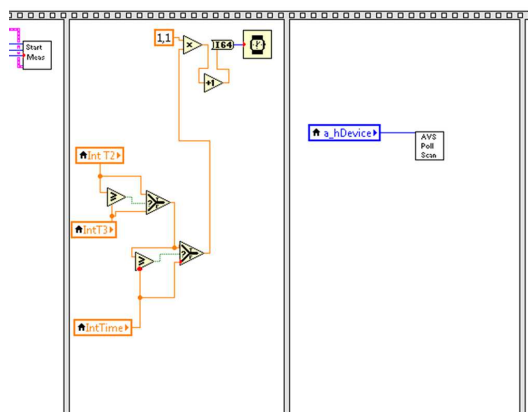 Start
Meas
1,1
x
I64
+1
Int T2
≥
?
IntT3
≥
?
IntTime
a_hDevice
AVS
Poll
Scan